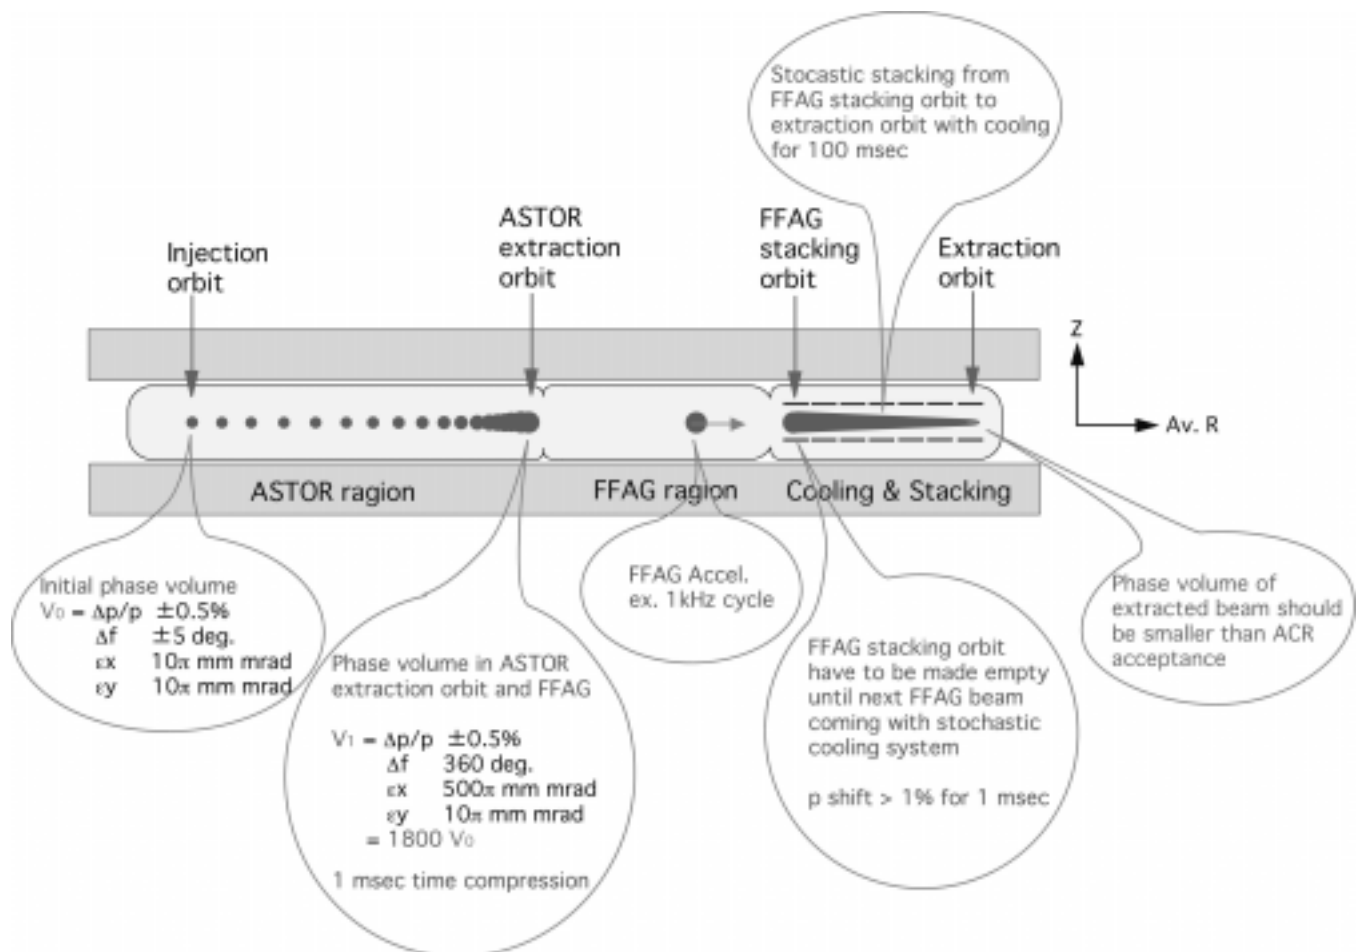 Stocastic stacking from
FFAG stacking orbit to
extraction orbit with coolng
for 100 msec
Injection
orbit
ASTOR
extraction
orbit
FFAG
stacking
orbit
Extraction
orbit
Z
Av. R
ASTOR ragion
FFAG ragion
Cooling & Stacking
Initial phase volume
V0 = Δp/p ±0.5%
Δf ±5 deg.
εx 10π mm mrad
εy 10π mm mrad
Phase volume in ASTOR
extraction orbit and FFAG
V1 = Δp/p ±0.5%
Δf 360 deg.
εx 500π mm mrad
εy 10π mm mrad
= 1800 V0
1 msec time compression
FFAG Accel.
ex. 1kHz cycle
FFAG stacking orbit
have to be made empty
until next FFAG beam
coming with stochastic
cooling system
p shift > 1% for 1 msec
Phase volume of
extracted beam should
be smaller than ACR
acceptance